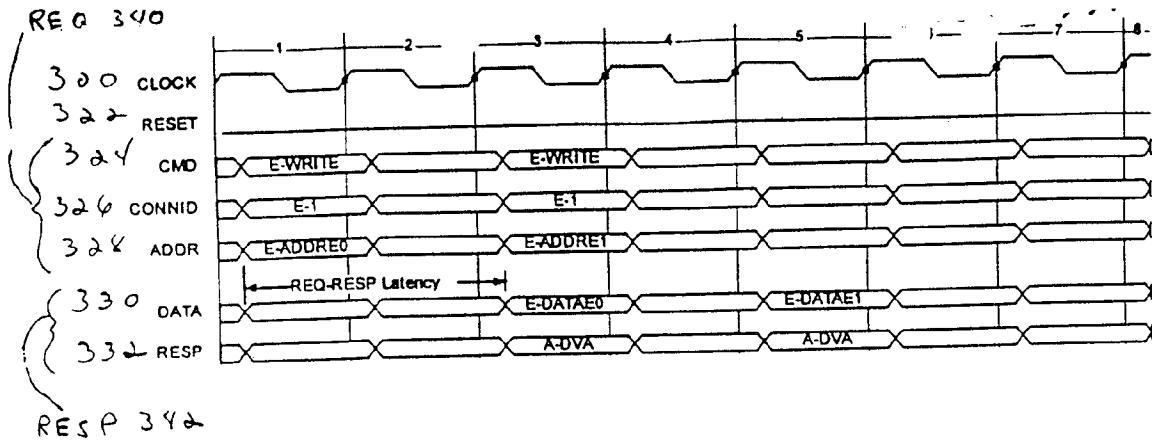 REQ 340
1 2 3 4 5 7 8
300 CLOCK
322 RESET
324 CMD E-WRITE E-WRITE
326 CONNID E-1 E-1
328 ADDR E-ADDRE0 E-ADDRE1
REQ-RESP Latency
330 DATA E-DATAE0 E-DATAE1
332 RESP A-DVA A-DVA
RESP 342